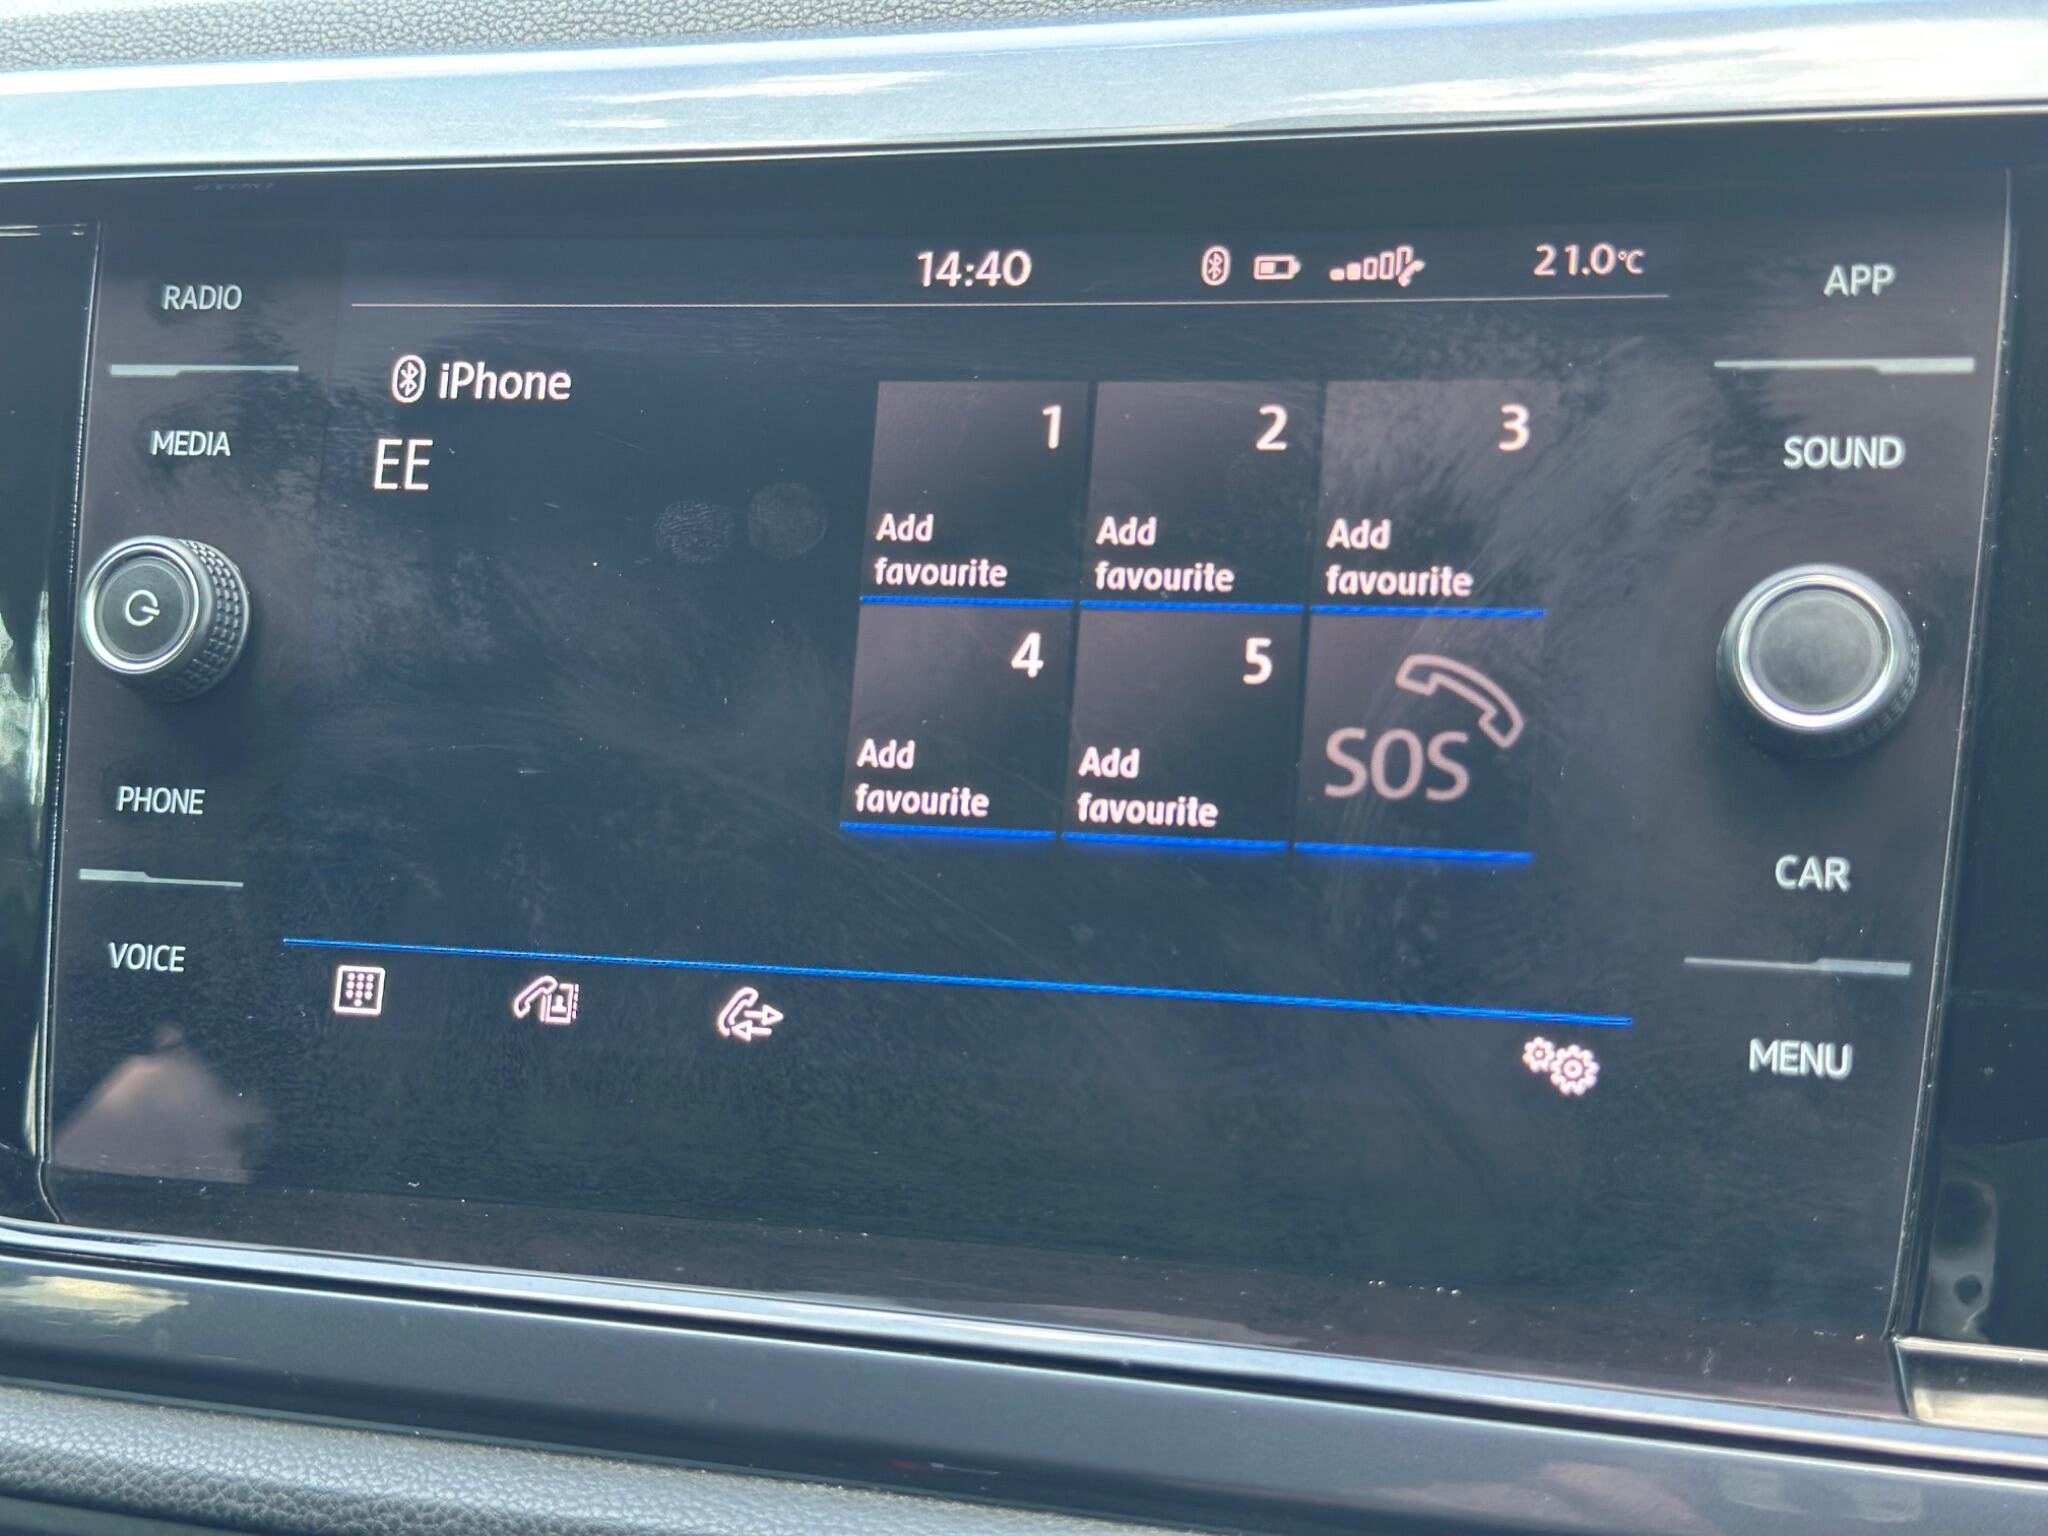 14:40
21.0°C
RADIO
MEDIA
PHONE
VOICE
iPhone
EE
1
Add
favourite
2
Add
favourite
3
Add
favourite
4
Add
favourite
5
Add
favourite
SOS
APP
SOUND
CAR
MENU